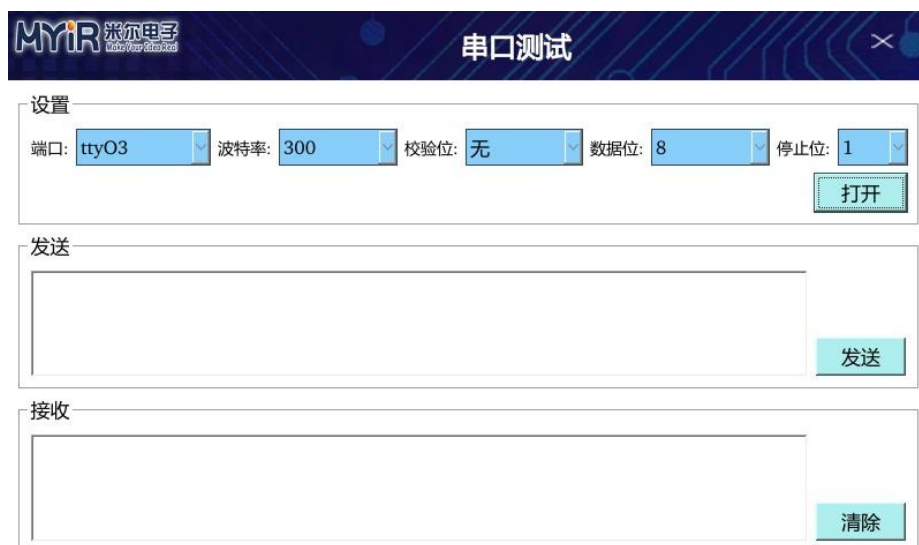 MYiR 米尔电子
Make Your Idea Real
串口测试
设置
端口: ttyO3 波特率: 300 校验位: 无 数据位: 8 停止位: 1
打开
发送
发送
接收
清除